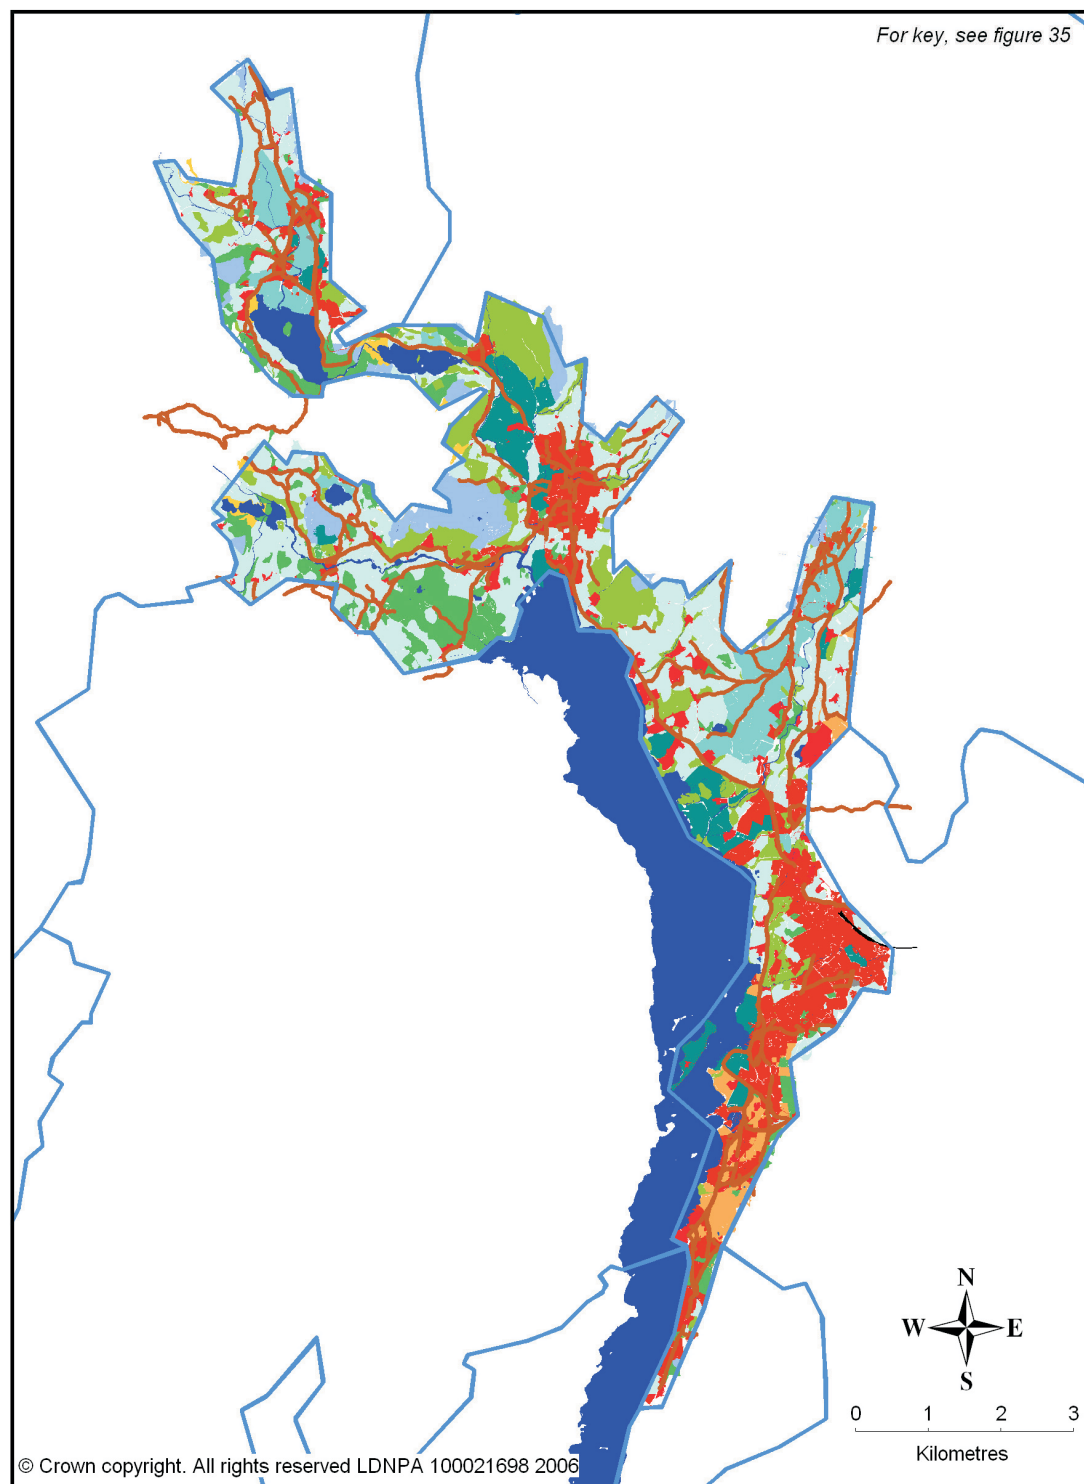 For key, see figure 35
N
W E
S
0 1 2 3
Kilometres
© Crown copyright. All rights reserved LDNPA 100021698 2006